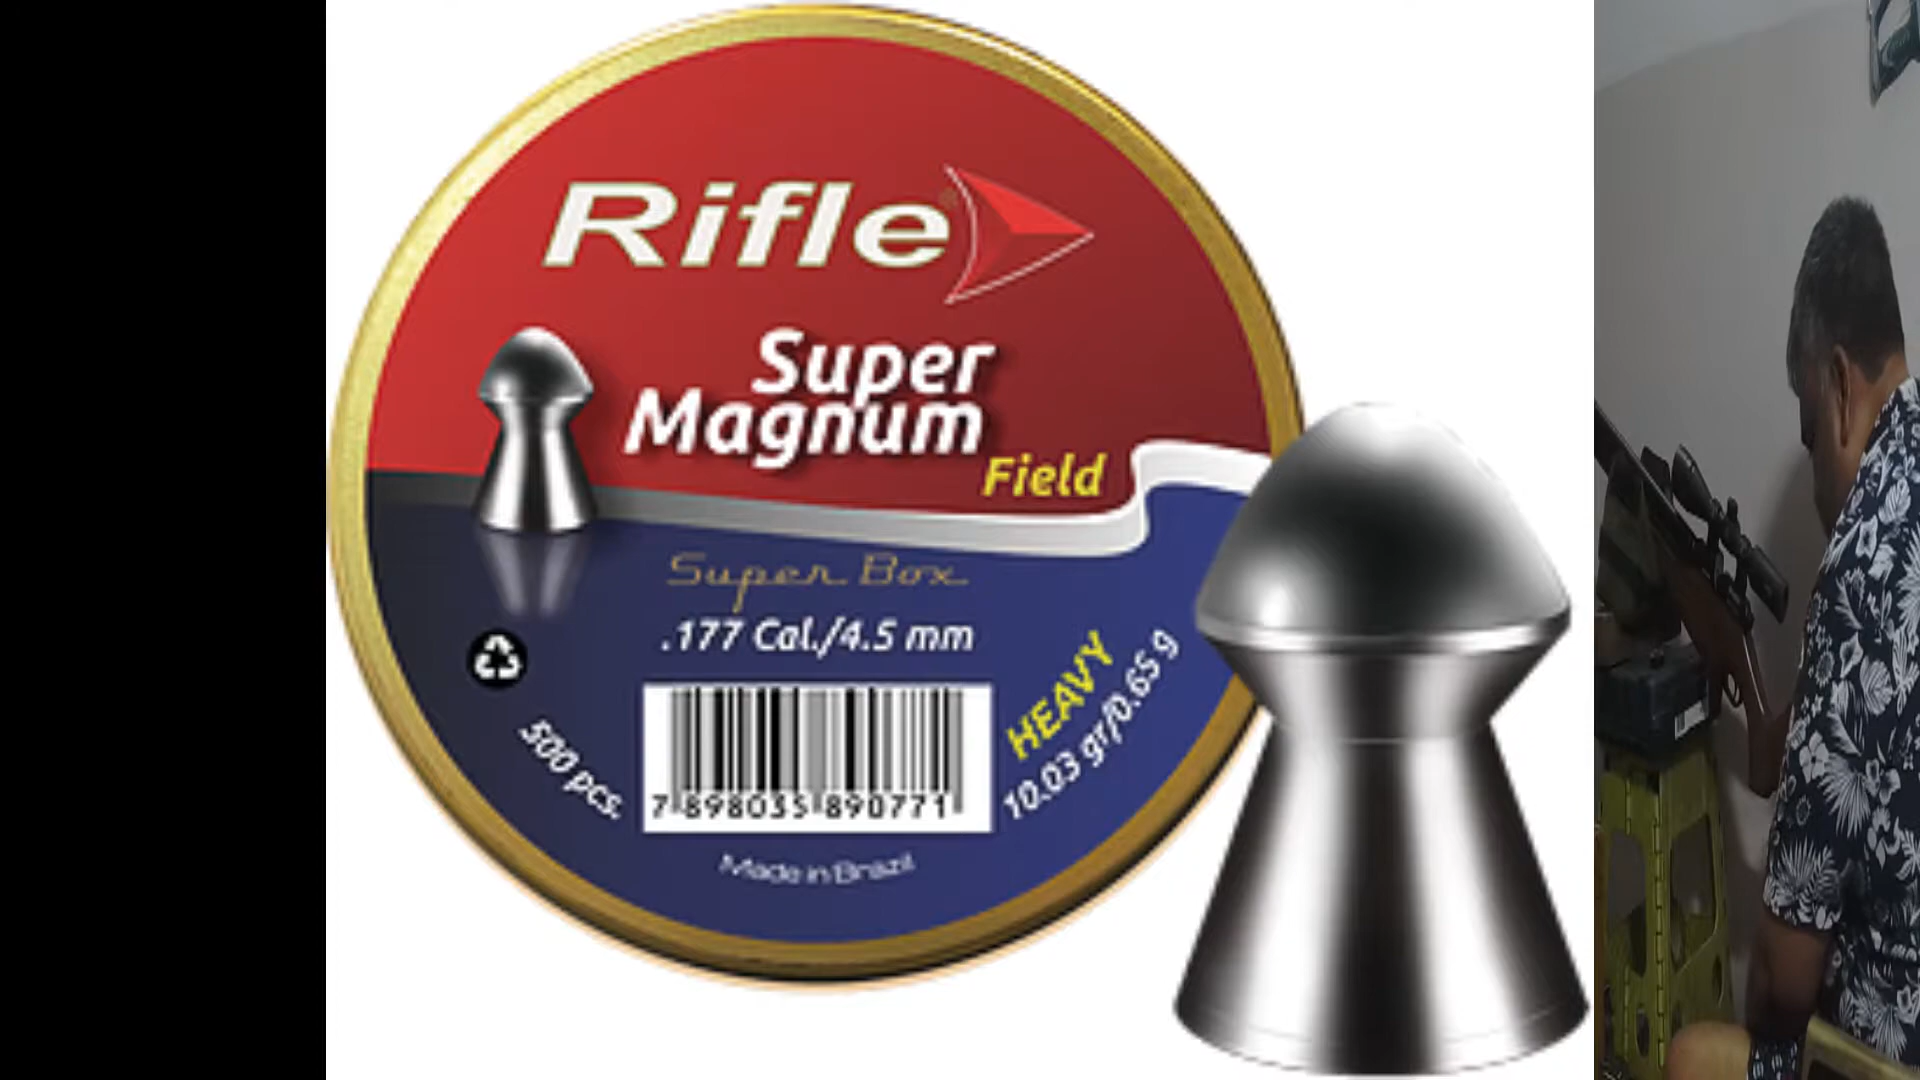 Rifle
Super
Magnum
Field
Super Box
.177 Cal./4.5 mm
HEAVY
10.03 gr/0.65 g
500 pcs.
7 898035 890771
Made in Brazil